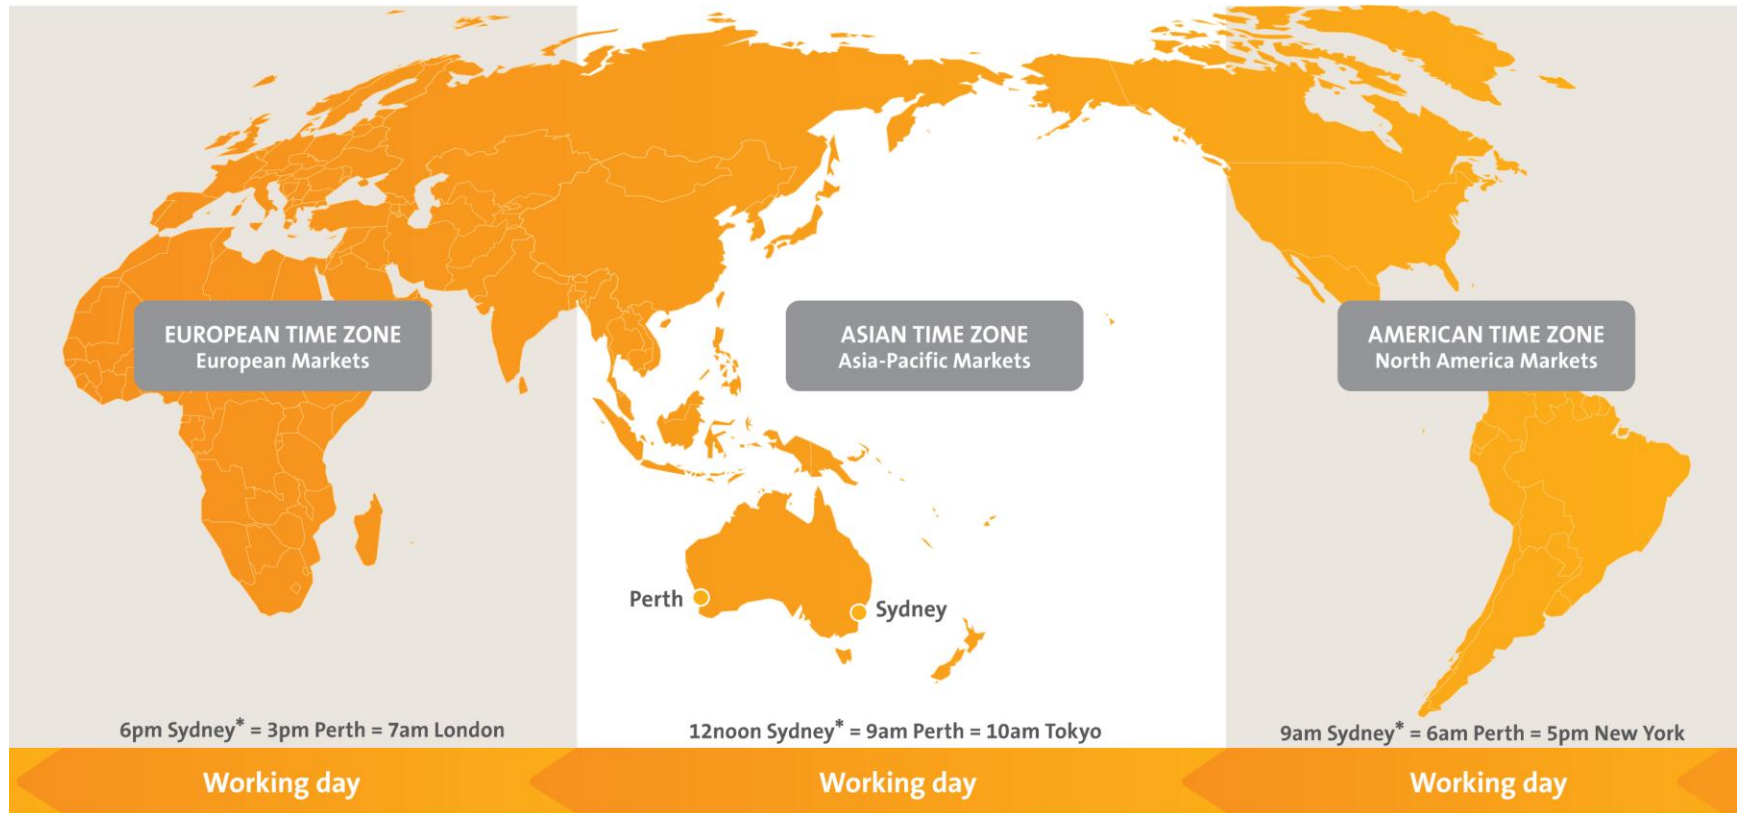 EUROPEAN TIME ZONE
European Markets
ASIAN TIME ZONE
Asia-Pacific Markets
AMERICAN TIME ZONE
North America Markets
Perth
Sydney
6pm Sydney* = 3pm Perth = 7am London
12noon Sydney* = 9am Perth = 10am Tokyo
9am Sydney* = 6am Perth = 5pm New York
Working day
Working day
Working day